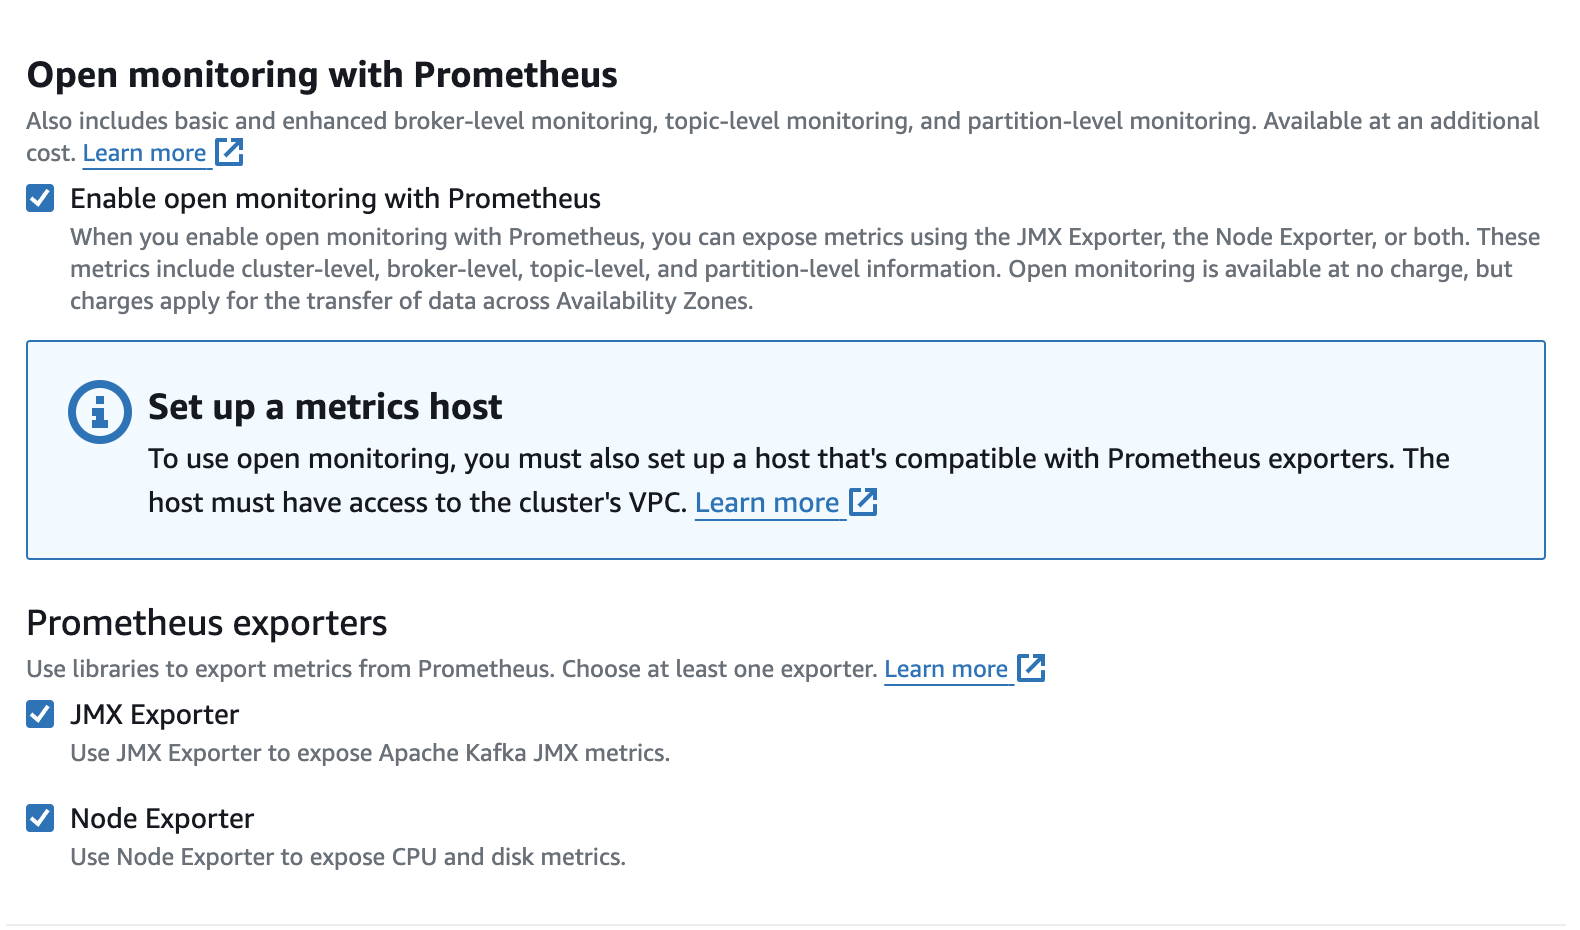 Open monitoring with Prometheus
Also includes basic and enhanced broker-level monitoring, topic-level monitoring, and partition-level monitoring. Available at an additional
cost. Learn more
Enable open monitoring with Prometheus
When you enable open monitoring with Prometheus, you can expose metrics using the JMX Exporter, the Node Exporter, or both. These
metrics include cluster-level, broker-level, topic-level, and partition-level information. Open monitoring is available at no charge, but
charges apply for the transfer of data across Availability Zones.
Set up a metrics host
To use open monitoring, you must also set up a host that's compatible with Prometheus exporters. The
host must have access to the cluster's VPC. Learn more
Prometheus exporters
Use libraries to export metrics from Prometheus. Choose at least one exporter. Learn more
JMX Exporter
Use JMX Exporter to expose Apache Kafka JMX metrics.
Node Exporter
Use Node Exporter to expose CPU and disk metrics.